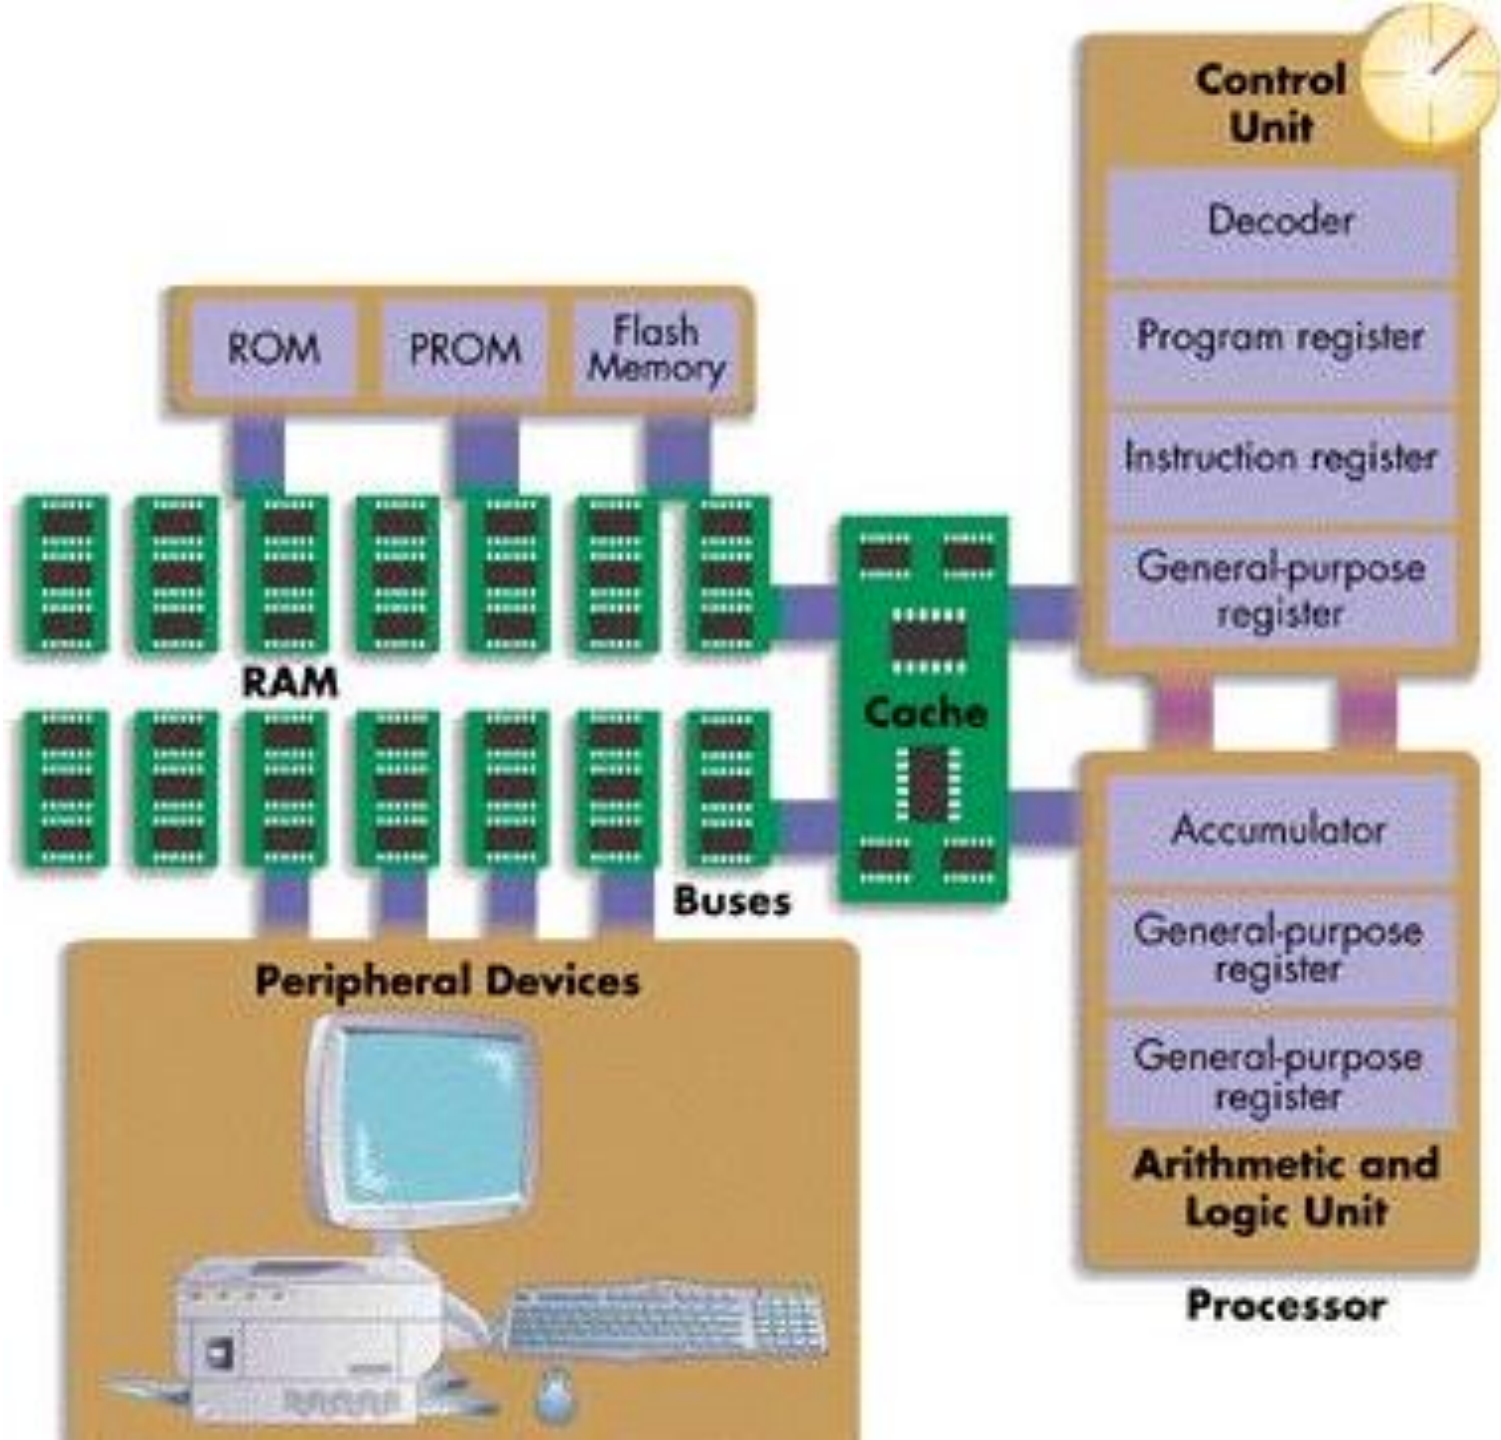 Control
Unit
Decoder
Program register
Instruction register
General-purpose
register
ROM
PROM
Flash
Memory
RAM
Cache
Buses
Accumulator
General-purpose
register
General-purpose
register
Arithmetic and
Logic Unit
Processor
Peripheral Devices